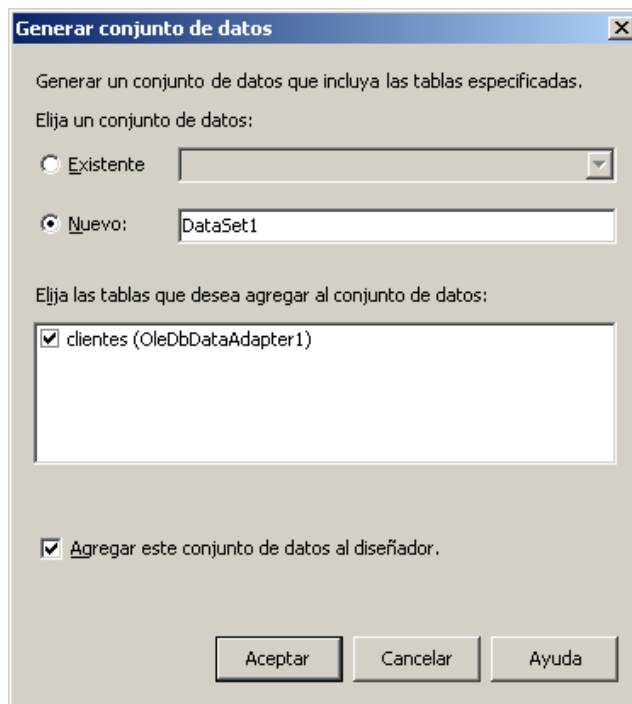 Generar conjunto de datos
Generar un conjunto de datos que incluya las tablas especificadas.
Elija un conjunto de datos:
Existente
Nuevo: DataSet1
Elija las tablas que desea agregar al conjunto de datos:
clientes (OleDbDataAdapter1)
Agregar este conjunto de datos al diseñador.
Aceptar Cancelar Ayuda